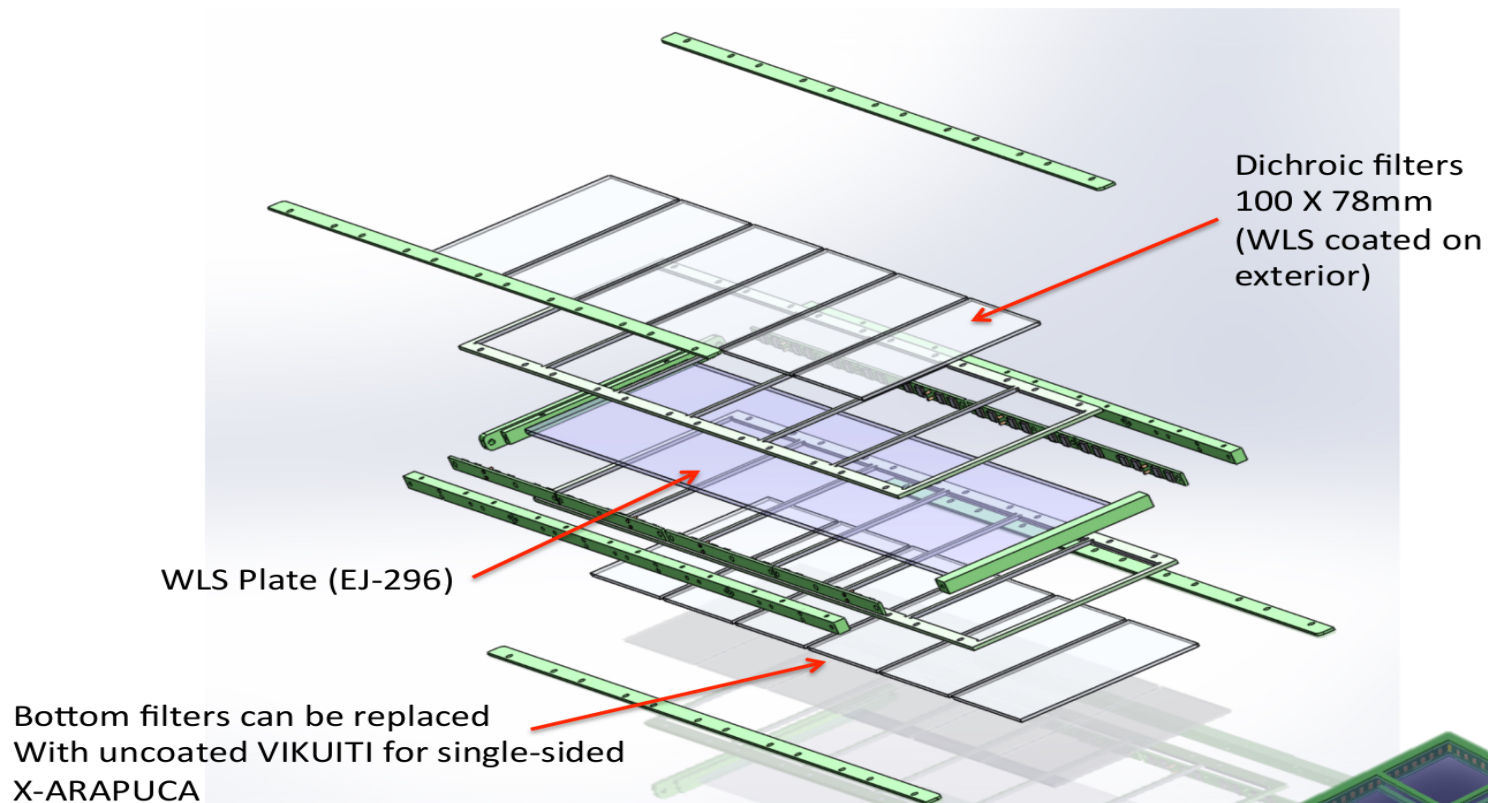 Dichroic filters
100 X 78mm
(WLS coated on
exterior)
WLS Plate (EJ-296)
Bottom filters can be replaced
With uncoated VIKUITI for single-sided
X-ARAPUCA